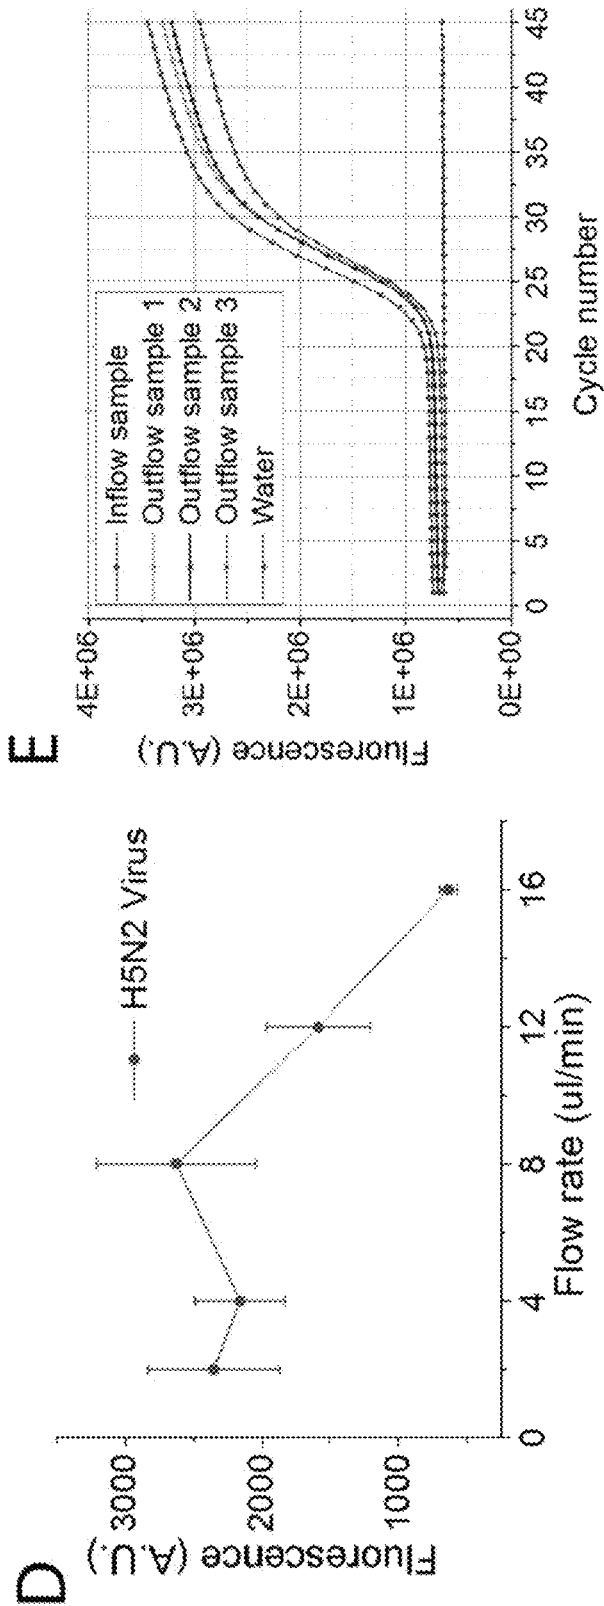 D
Fluorescence (A.U.)
3000
2000
1000
H5N2 Virus
0
4
8
12
16
Flow rate (ul/min)
E
Fluorescence (A.U.)
4E+06
3E+06
2E+06
1E+06
0E+00
Inflow sample
Outflow sample 1
Outflow sample 2
Outflow sample 3
Water
0
5
10
15
20
25
30
35
40
45
Cycle number